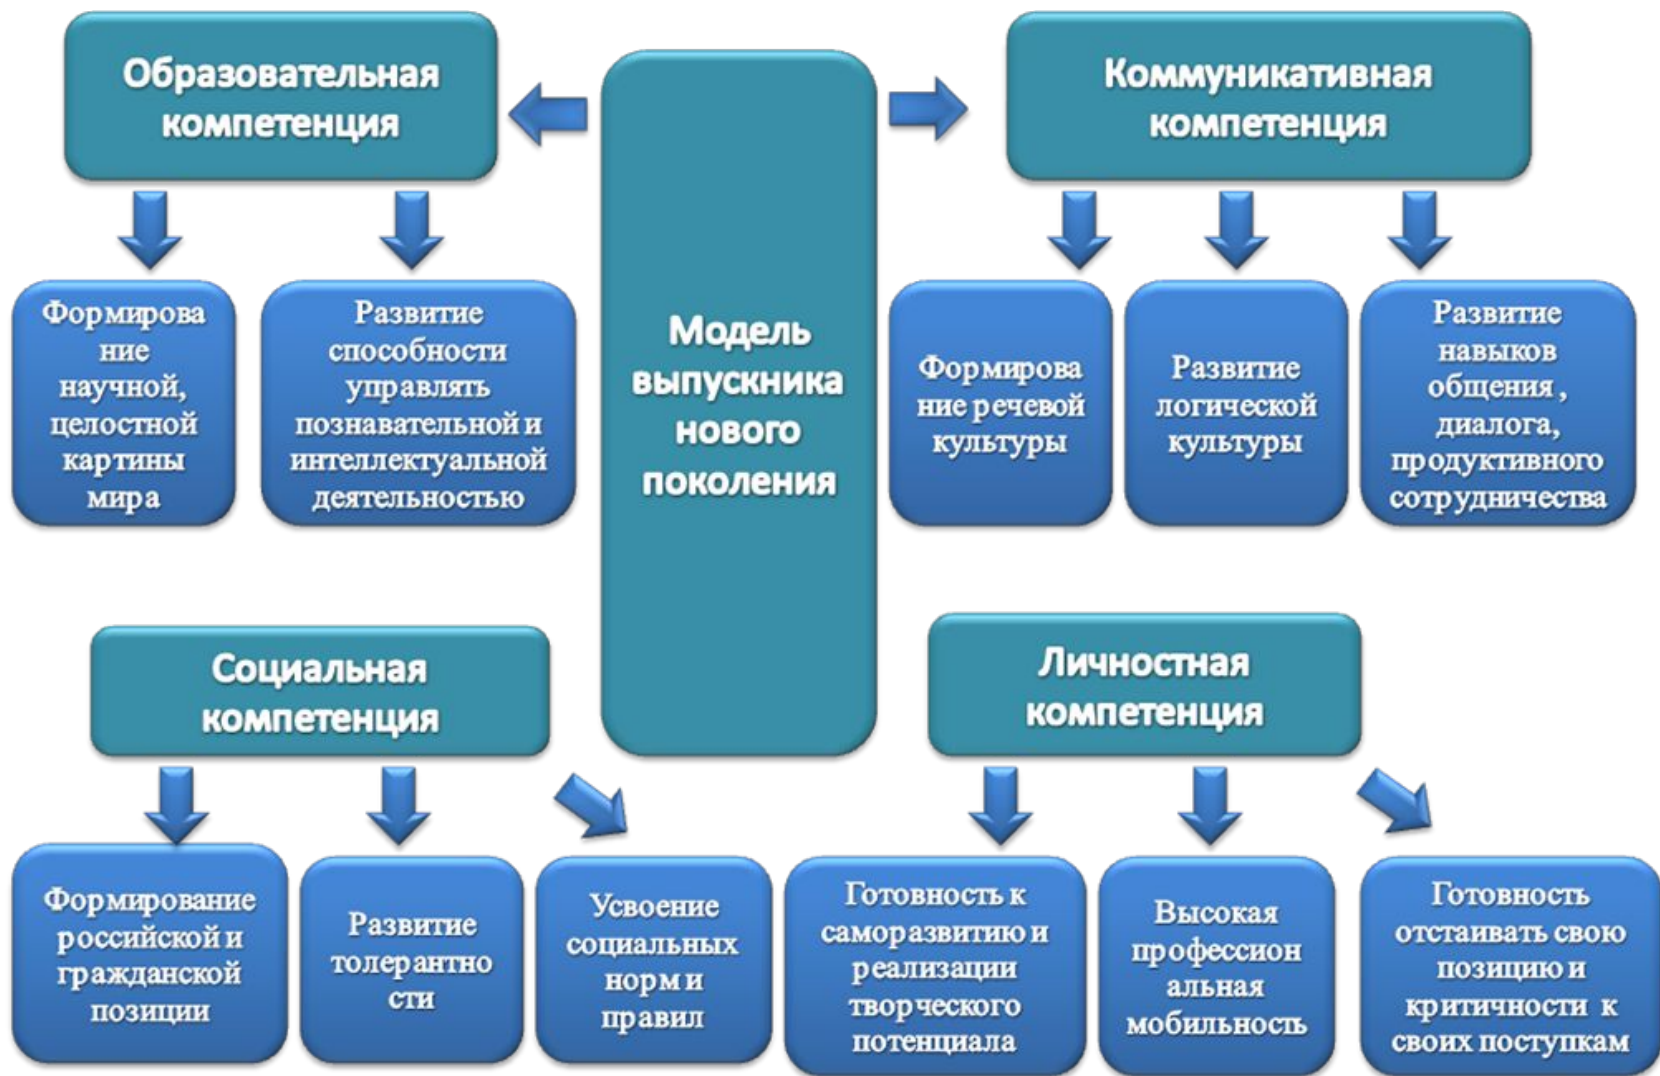 Образовательная
компетенция
Модель
выпускника
нового
поколения
Коммуникативная
компетенция
Формирова
ние
научной,
целостной
картины
мира
Развитие
способности
управлять
познавательной и
интеллектуальной
деятельностью
Формирова
ние речевой
культуры
Развитие
логической
культуры
Развитие
навыков
общения ,
диалога,
продуктивного
сотрудничества
Социальная
компетенция
Личностная
компетенция
Формирование
российской и
гражданской
позиции
Развитие
толерантно
сти
Усвоение
социальных
норм и
правил
Готовность к
саморазвитию и
реализации
творческого
потенциала
Высокая
профессион
альная
мобильность
Готовность
отстаивать свою
позицию и
критичности к
своих поступкам